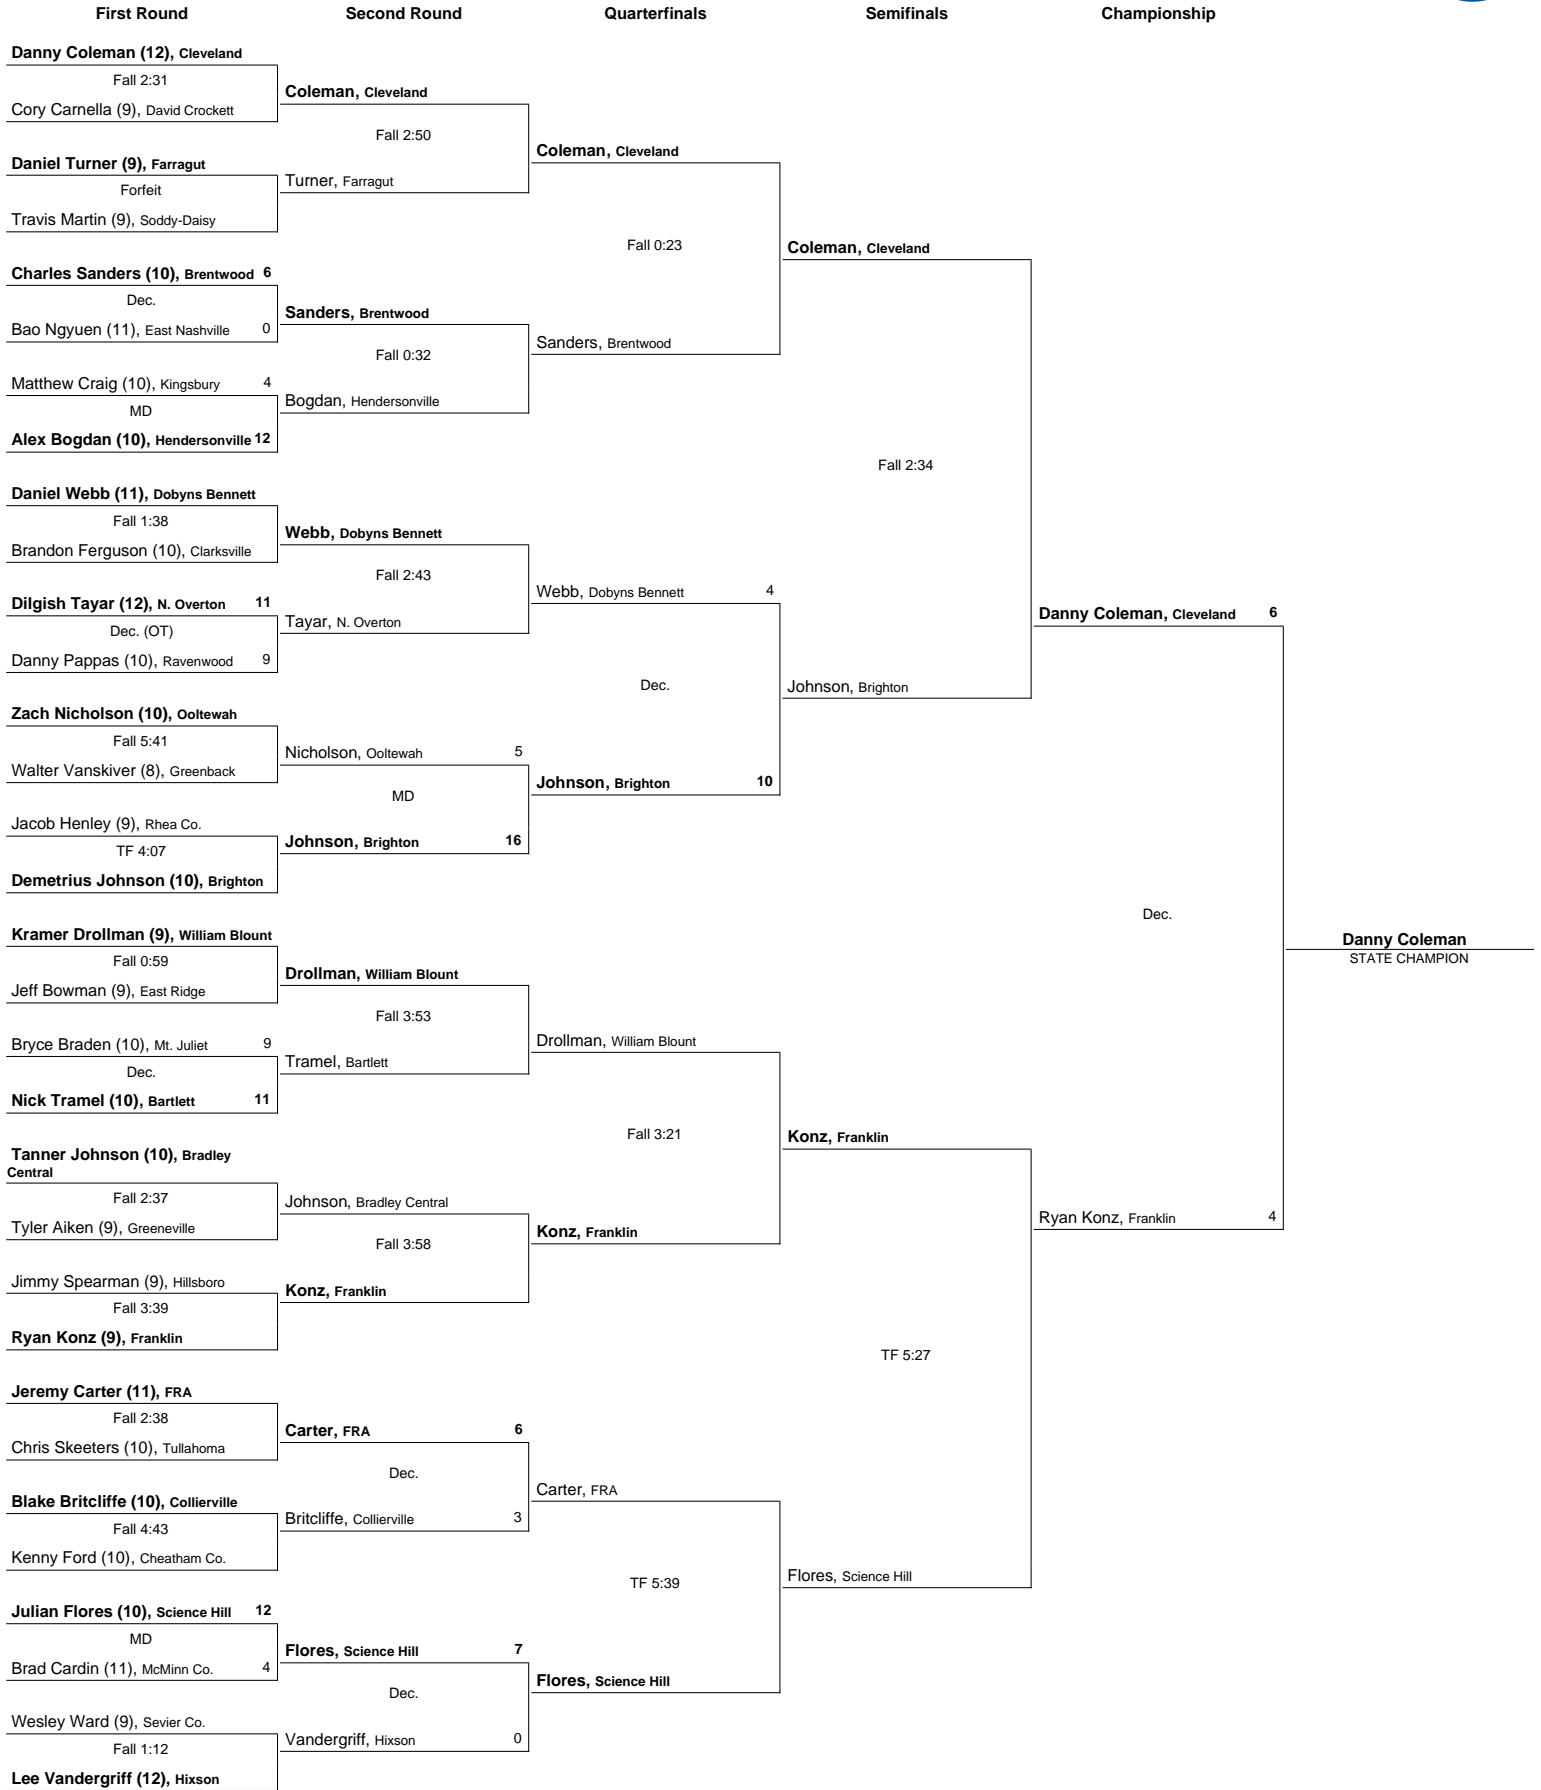 First Round
Second Round
Quarterfinals
Semifinals
Championship
Danny Coleman (12), Cleveland
Fall 2:31
Cory Carnella (9), David Crockett
Daniel Turner (9), Farragut
Forfeit
Travis Martin (9), Soddy-Daisy
Charles Sanders (10), Brentwood 6
Dec.
Bao Ngyuen (11), East Nashville 0
Matthew Craig (10), Kingsbury 4
MD
Alex Bogdan (10), Hendersonville 12
Daniel Webb (11), Dobyns Bennett
Fall 1:38
Brandon Ferguson (10), Clarksville
Dilgish Tayar (12), N. Overton 11
Dec. (OT)
Danny Pappas (10), Ravenwood 9
Zach Nicholson (10), Ooltewah
Fall 5:41
Walter Vanskiver (8), Greenback
Jacob Henley (9), Rhea Co.
TF 4:07
Demetrius Johnson (10), Brighton
Kramer Drollman (9), William Blount
Fall 0:59
Jeff Bowman (9), East Ridge
Bryce Braden (10), Mt. Juliet 9
Dec.
Nick Tramel (10), Bartlett 11
Tanner Johnson (10), Bradley
Central
Fall 2:37
Tyler Aiken (9), Greeneville
Jimmy Spearman (9), Hillsboro
Fall 3:39
Ryan Konz (9), Franklin
Jeremy Carter (11), FRA
Fall 2:38
Chris Skeeters (10), Tullahoma
Blake Britcliffe (10), Collierville
Fall 4:43
Kenny Ford (10), Cheatham Co.
Julian Flores (10), Science Hill 12
MD
Brad Cardin (11), McMinn Co. 4
Wesley Ward (9), Sevier Co.
Fall 1:12
Lee Vandergriff (12), Hixson
Coleman, Cleveland
Fall 2:50
Turner, Farragut
Sanders, Brentwood
Fall 0:32
Bogdan, Hendersonville
Webb, Dobyns Bennett
Fall 2:43
Tayar, N. Overton
Nicholson, Ooltewah 5
MD
Johnson, Brighton 16
Drollman, William Blount
Fall 3:53
Tramel, Bartlett
Johnson, Bradley Central
Fall 3:58
Konz, Franklin
Carter, FRA 6
Dec.
Britcliffe, Collierville 3
Flores, Science Hill 7
Dec.
Vandergriff, Hixson 0
Coleman, Cleveland
Fall 0:23
Sanders, Brentwood
Webb, Dobyns Bennett 4
Dec.
Johnson, Brighton 10
Drollman, William Blount
Fall 3:21
Konz, Franklin
Carter, FRA
TF 5:39
Flores, Science Hill
Coleman, Cleveland
Fall 2:34
Johnson, Brighton
Konz, Franklin
TF 5:27
Flores, Science Hill
Danny Coleman, Cleveland 6
Dec.
Ryan Konz, Franklin 4
Danny Coleman
STATE CHAMPION